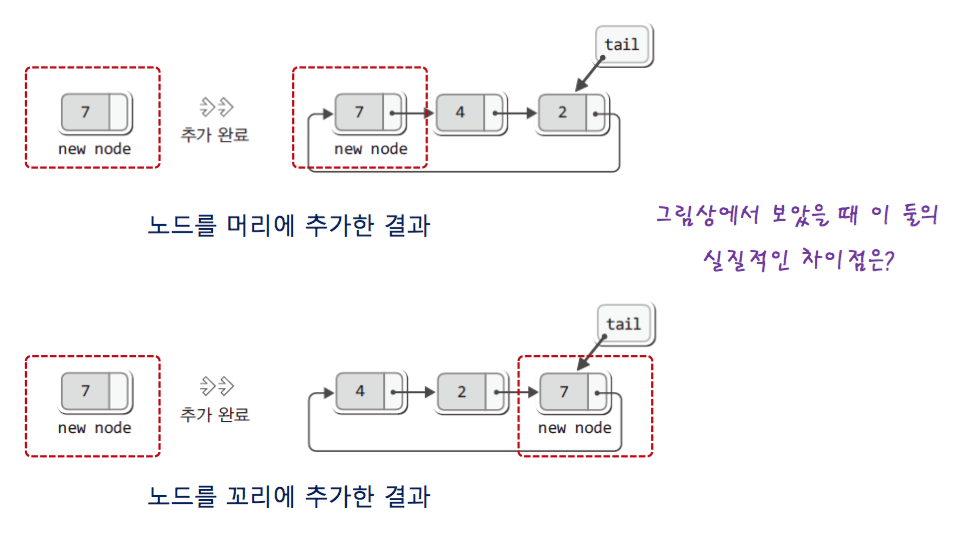 tail
7
7
4
2
추가 완료
new node
new node
노드를 머리에 추가한 결과
그림상에서 보았을 때 이 둘의
실질적인 차이점은?
tail
7
4
2
7
추가 완료
new node
new node
노드를 꼬리에 추가한 결과